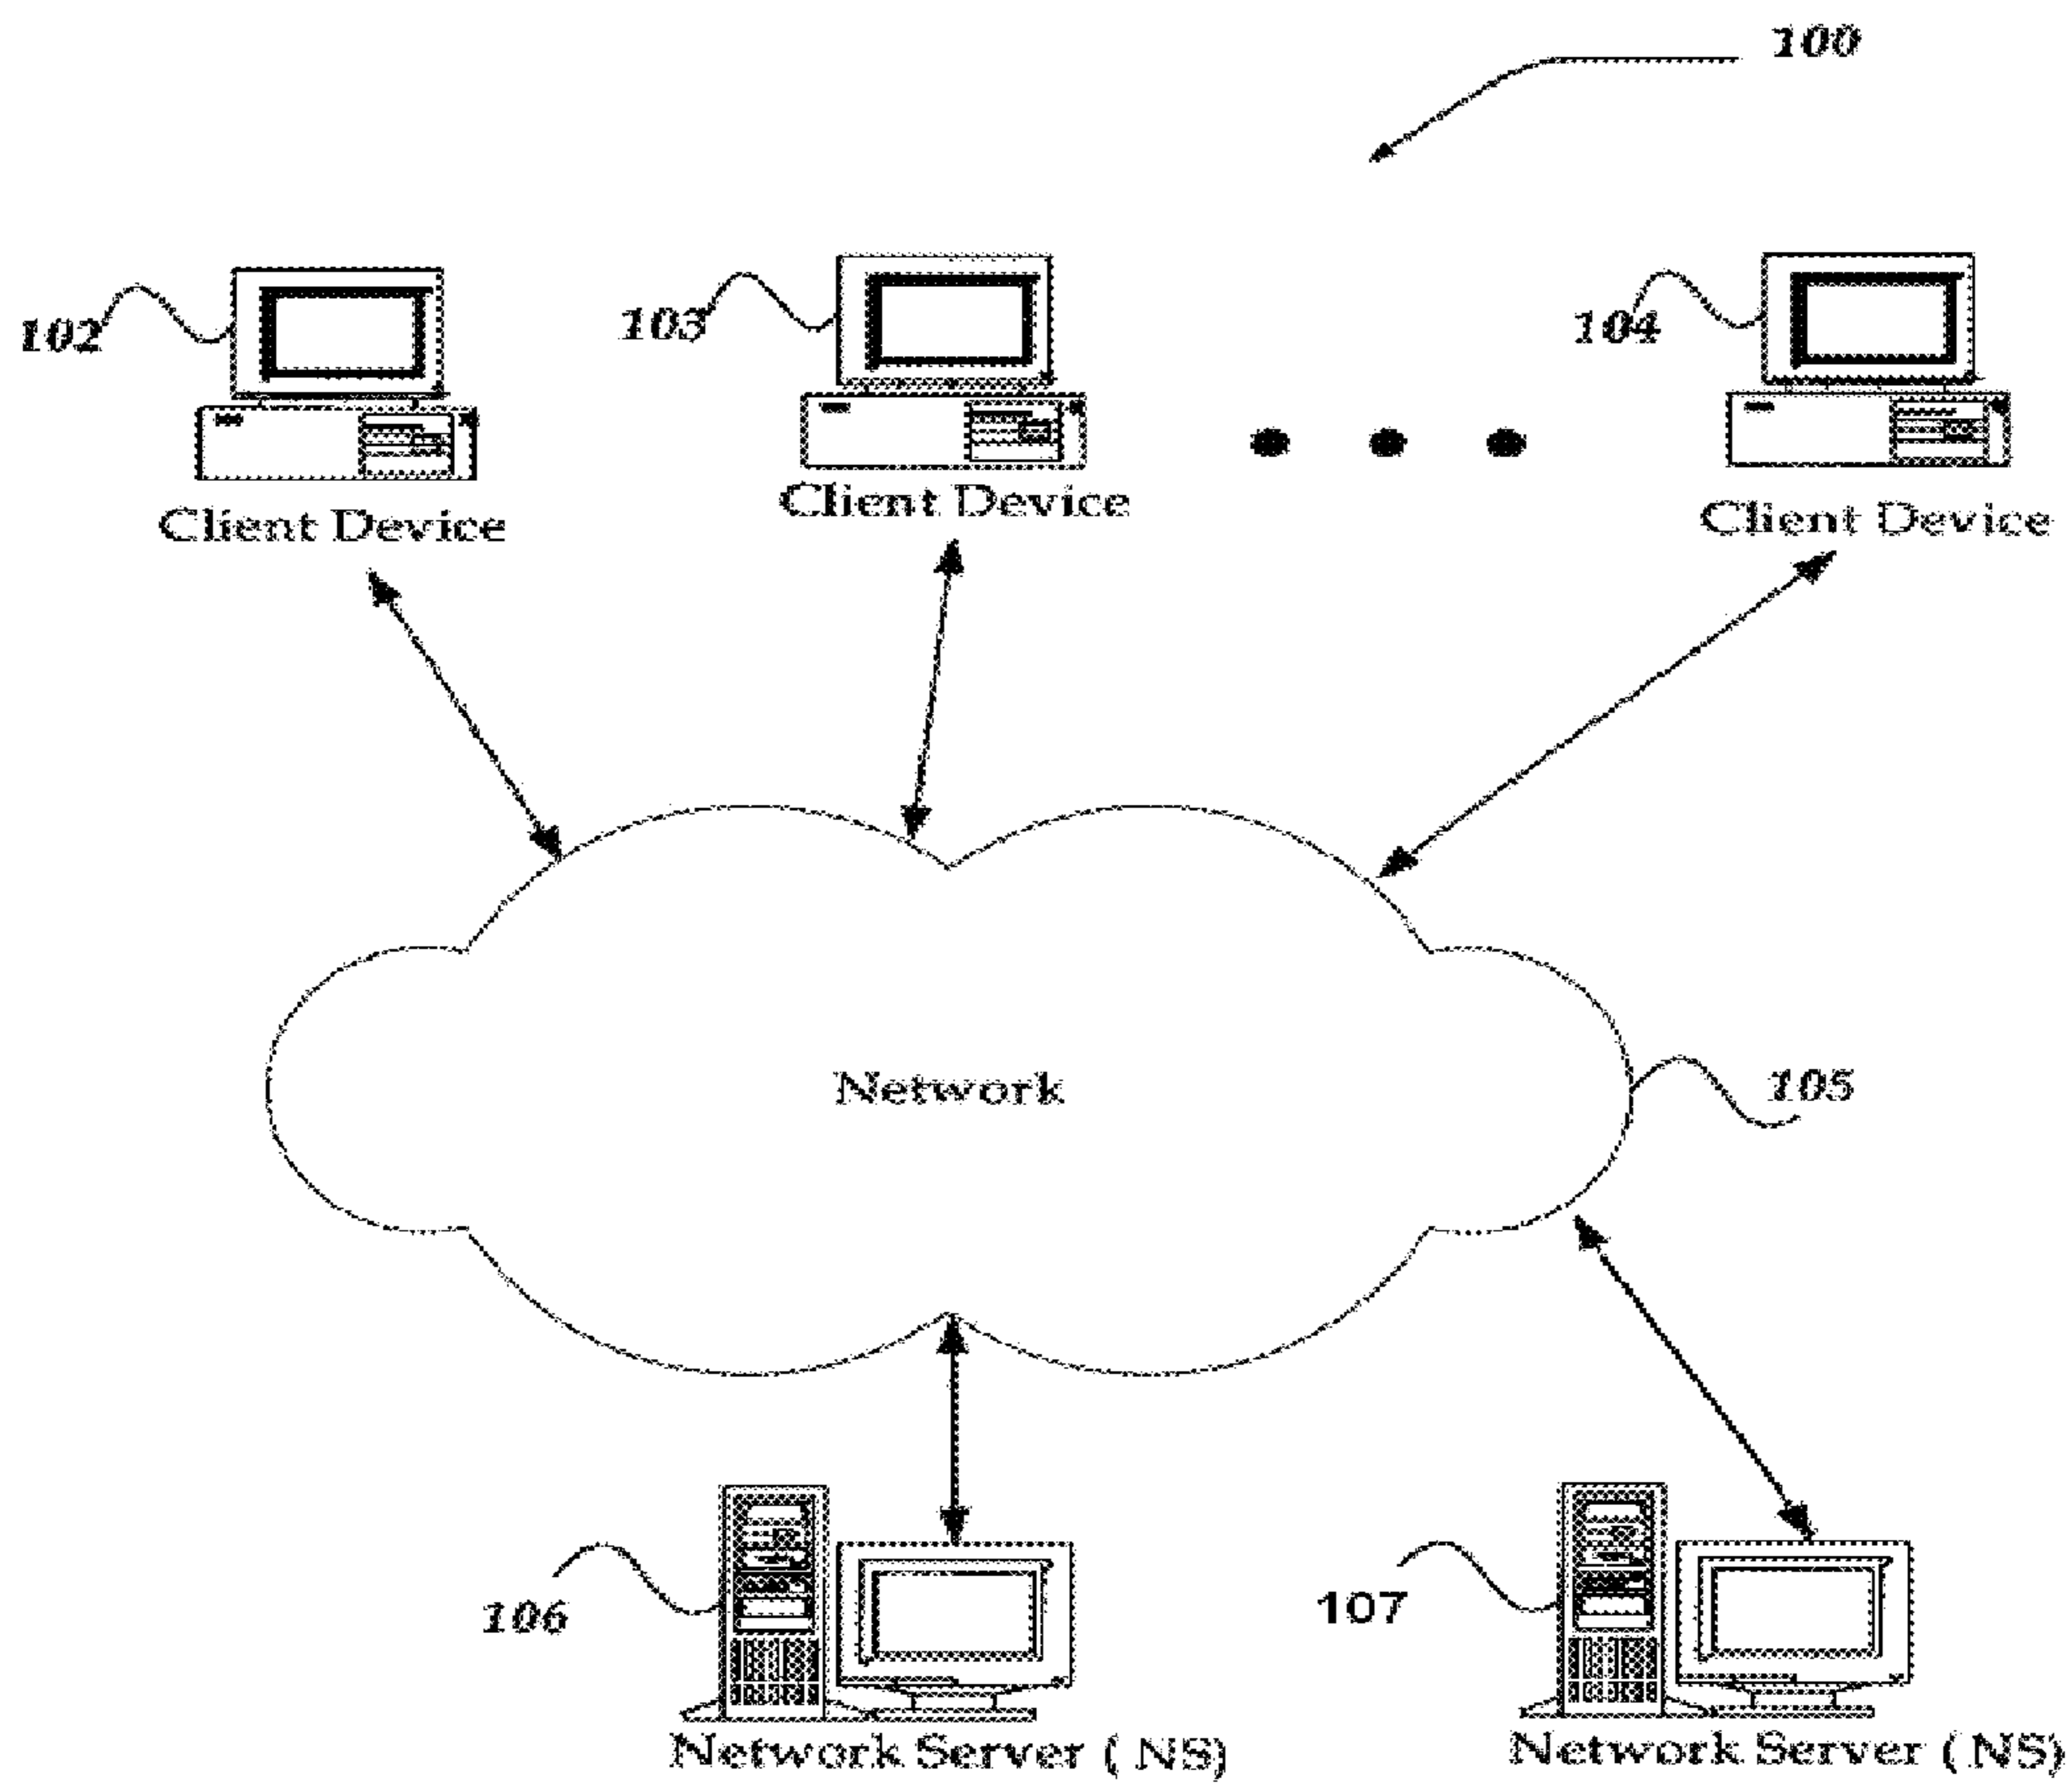 100
102
103
104
Client Device
Client Device
Client Device
Network
105
106
107
Network Server ( NS)
Network Server ( NS)